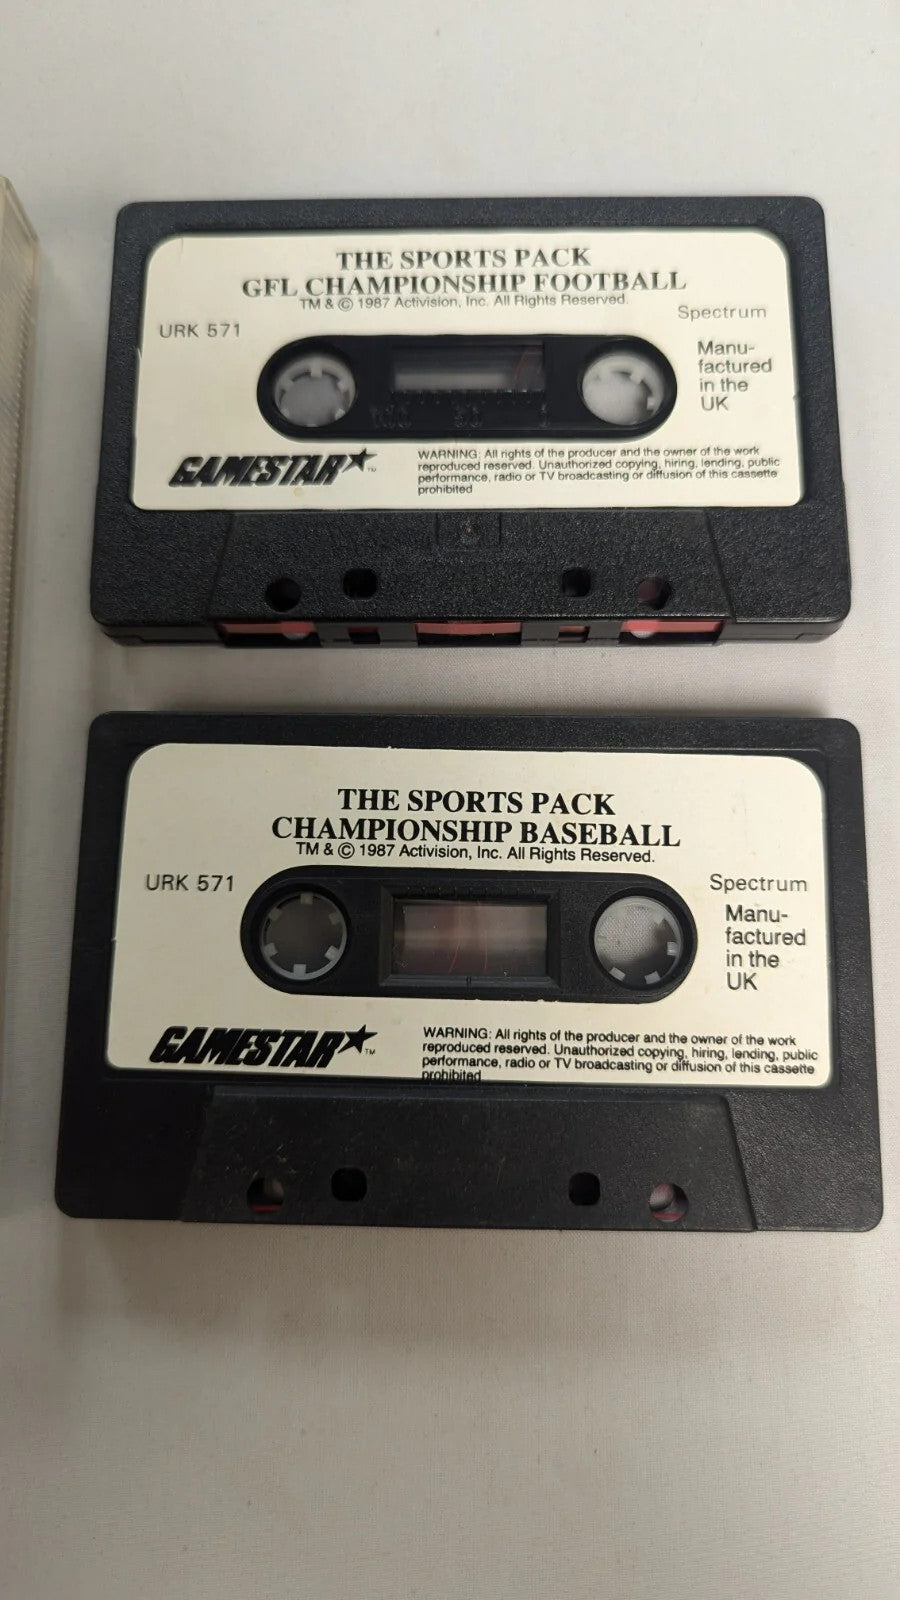 THE SPORTS PACK
GFL CHAMPIONSHIP FOOTBALL
TM & © 1987 Activision, Inc. All Rights Reserved.
URK 571
Spectrum
Manu-
factured
in the
UK
100 50 0
GAMESTAR™
WARNING: All rights of the producer and the owner of the work
reproduced reserved. Unauthorized copying, hiring, lending, public
performance, radio or TV broadcasting or diffusion of this cassette
prohibited
THE SPORTS PACK
CHAMPIONSHIP BASEBALL
TM & © 1987 Activision, Inc. All Rights Reserved.
URK 571
Spectrum
Manu-
factured
in the
UK
GAMESTAR™
WARNING: All rights of the producer and the owner of the work
reproduced reserved. Unauthorized copying, hiring, lending, public
performance, radio or TV broadcasting or diffusion of this cassette
prohibited